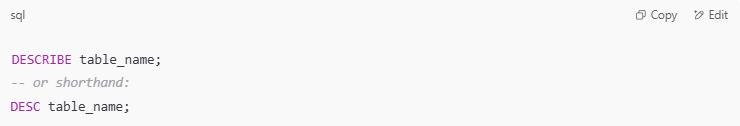 sql Copy Edit
DESCRIBE table_name;
-- or shorthand:
DESC table_name;